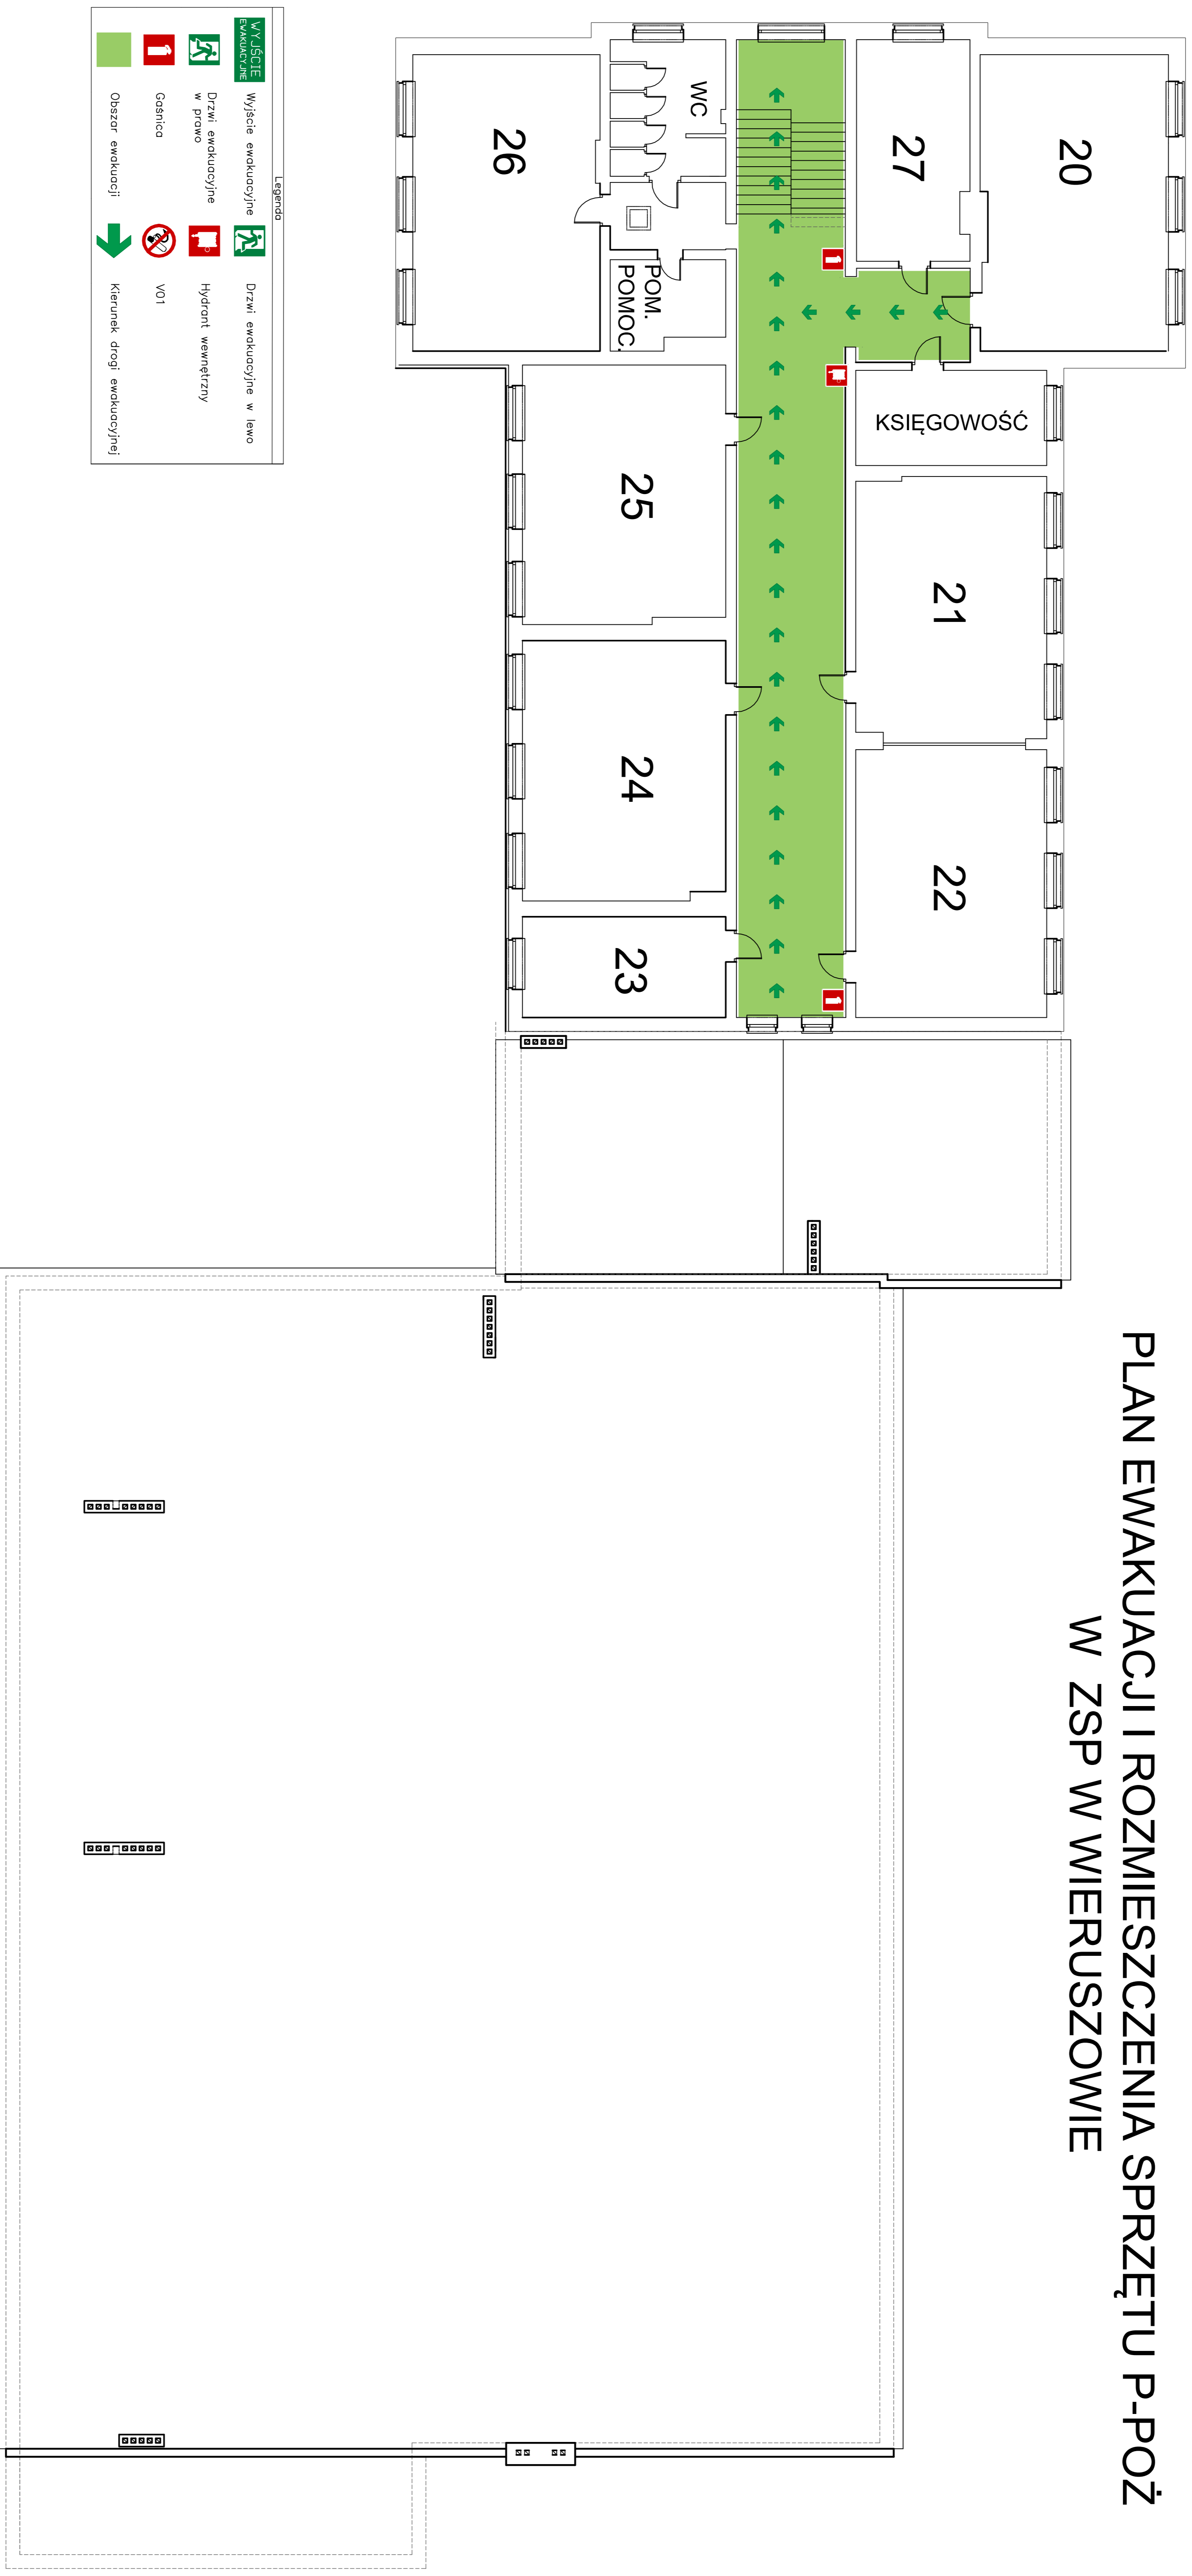 PLAN EWAKUACJI I ROZMIESZCZENIA SPRZĘTU P-POŻ
W ZSP W WIERUSZOWIE
20
27
KSIĘGOWOŚĆ
21
22
WC
POM.
POMOC.
26
25
24
23
Legenda
WYJŚCIE
EWAKUACYJNE
Wyjście ewakuacyjne
Drzwi ewakuacyjne w lewo
Drzwi ewakuacyjne
w prawo
Hydrant wewnętrzny
Gaśnica
V01
Obszar ewakuacji
Kierunek drogi ewakuacyjnej